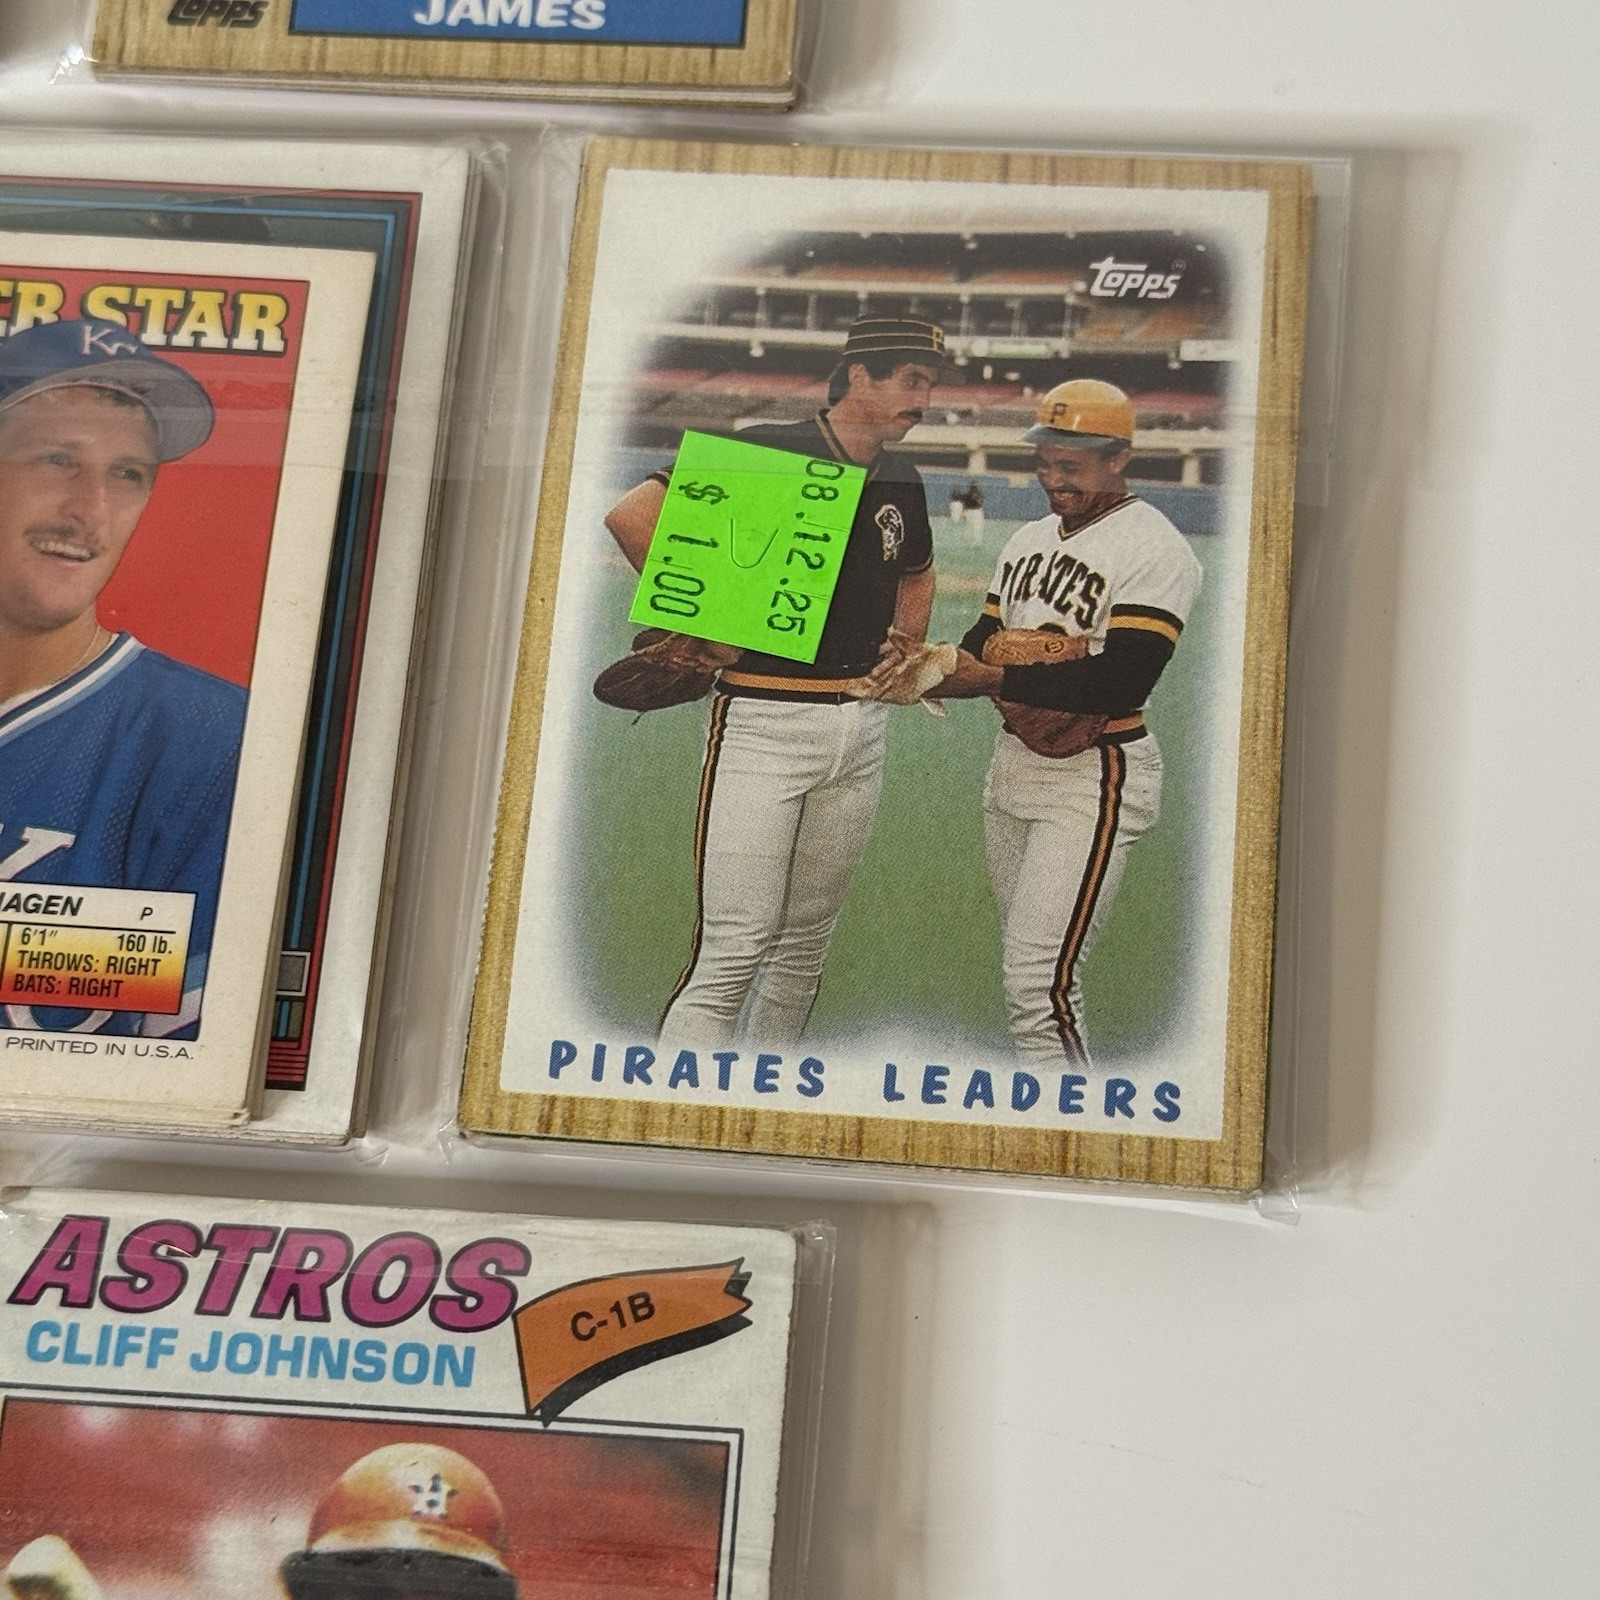 topps
JAMES
ER STAR
KC
HAGEN P
6'1" 160 lb.
THROWS: RIGHT
BATS: RIGHT
PRINTED IN U.S.A.
topps
P
P
PIRATES
08.12.25
$1.00
PIRATES LEADERS
ASTROS
CLIFF JOHNSON
C-1B
H